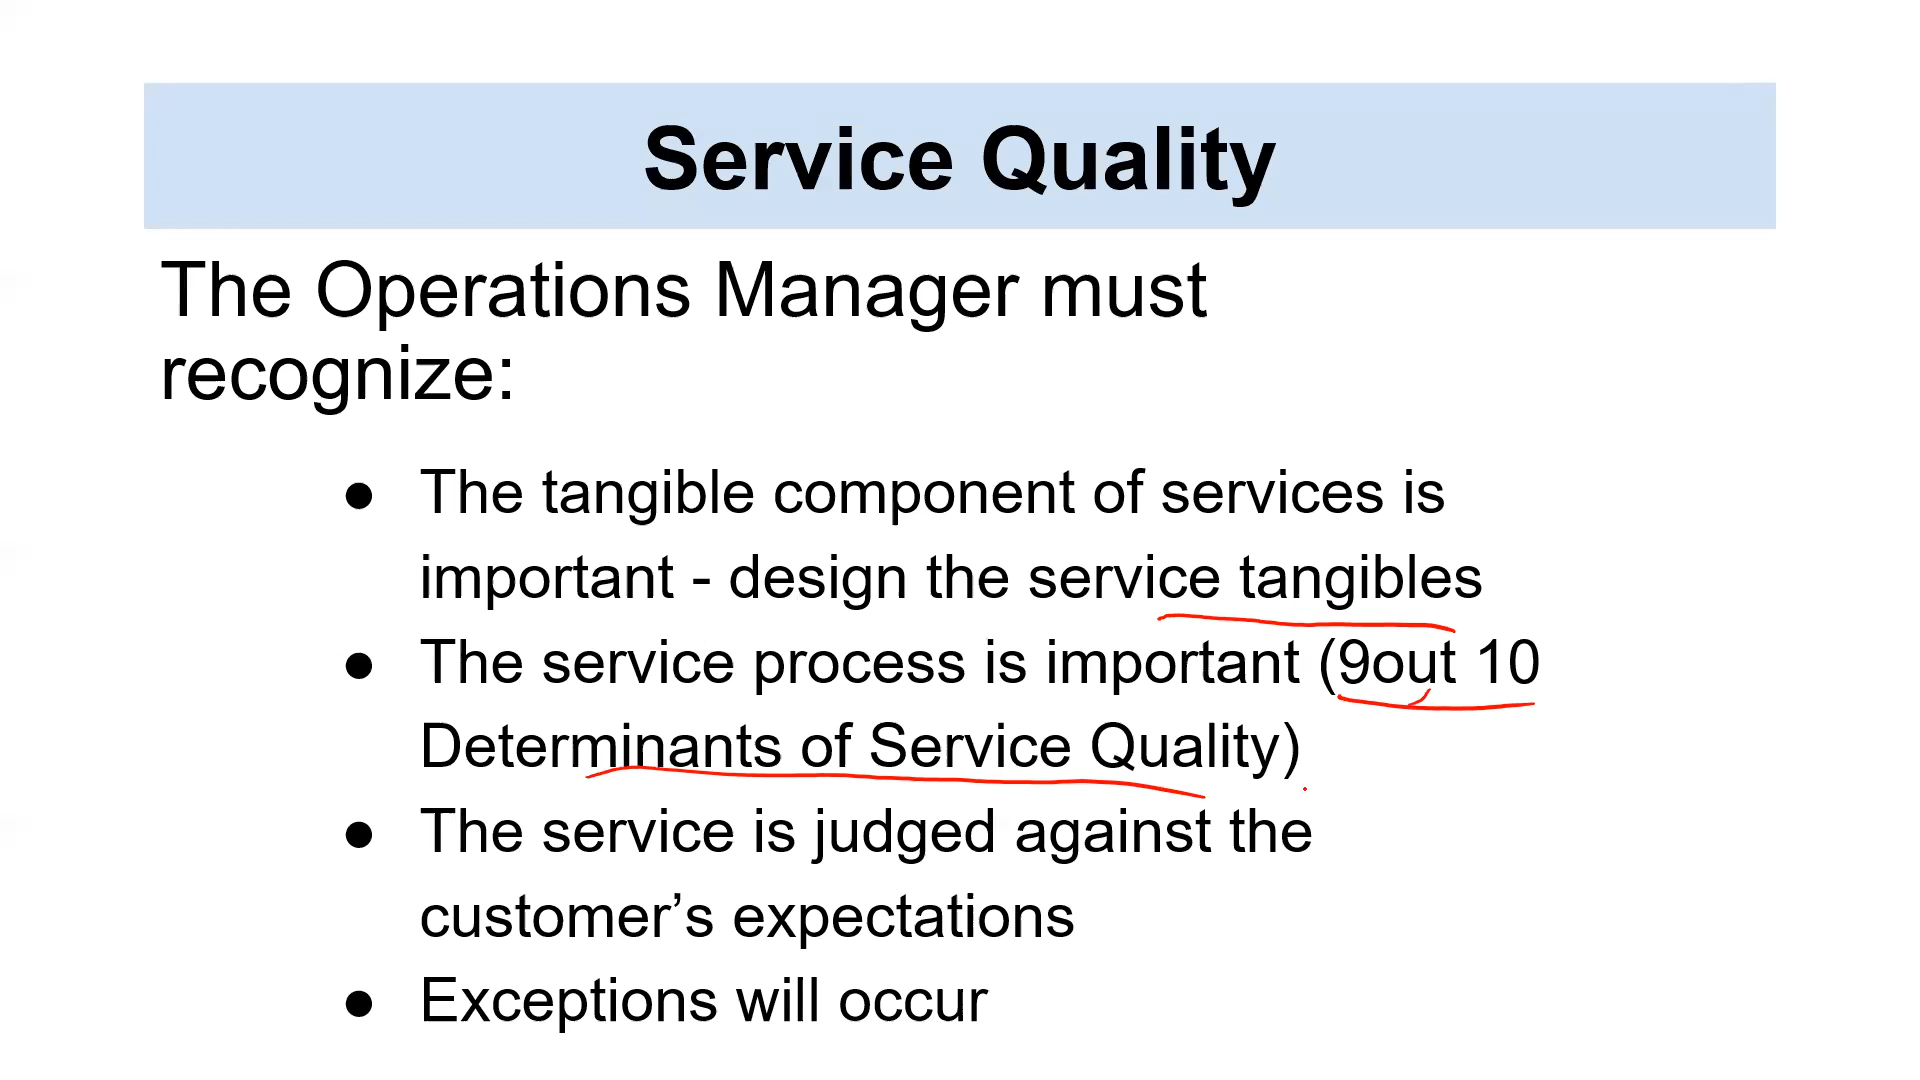 Service Quality
The Operations Manager must
recognize:
● The tangible component of services is
important - design the service tangibles
● The service process is important (9out 10
Determinants of Service Quality)
● The service is judged against the
customer’s expectations
● Exceptions will occur